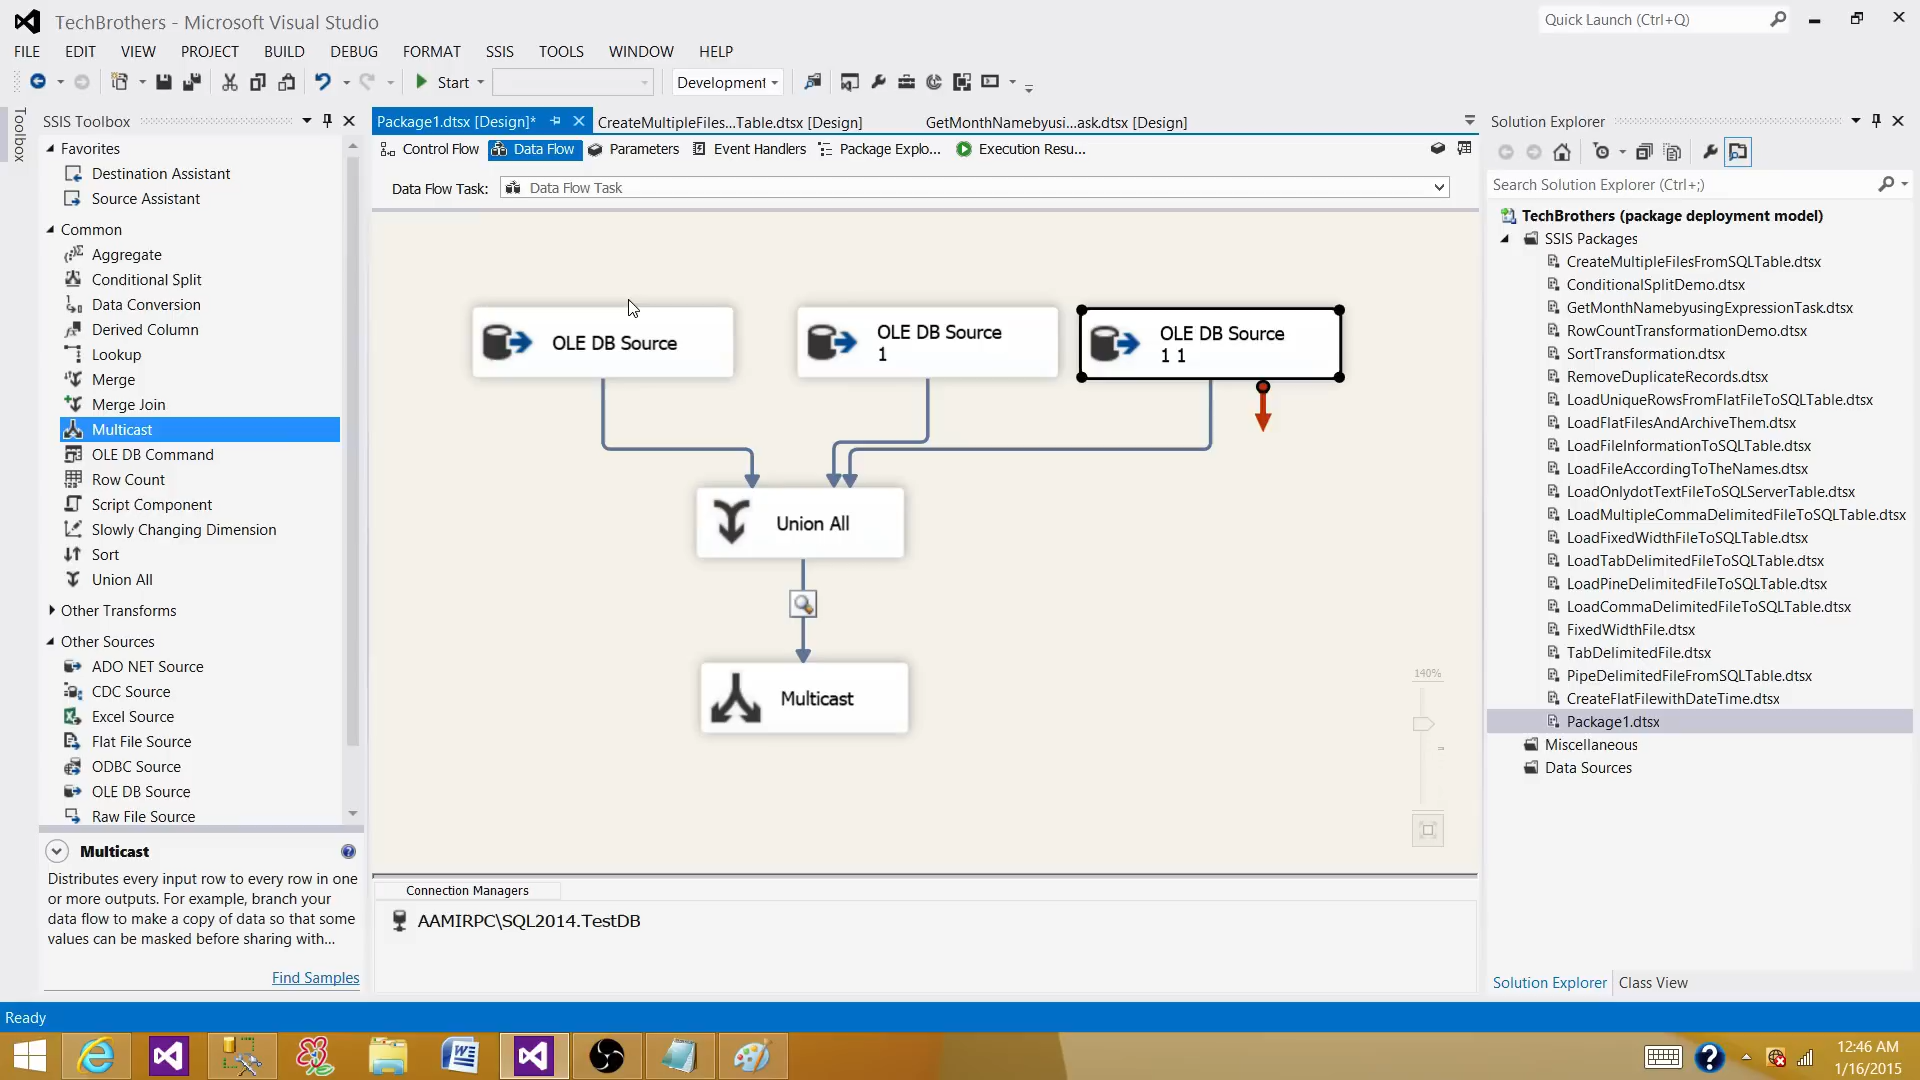 TechBrothers - Microsoft Visual Studio
Quick Launch (Ctrl+Q)
FILE EDIT VIEW PROJECT BUILD DEBUG FORMAT SSIS TOOLS WINDOW HELP
Start
Development
Toolbox
SSIS Toolbox
Favorites
Destination Assistant
Source Assistant
Common
Aggregate
Conditional Split
Data Conversion
Derived Column
Lookup
Merge
Merge Join
Multicast
OLE DB Command
Row Count
Script Component
Slowly Changing Dimension
Sort
Union All
Other Transforms
Other Sources
ADO NET Source
CDC Source
Excel Source
Flat File Source
ODBC Source
OLE DB Source
Raw File Source
Multicast
Distributes every input row to every row in one
or more outputs. For example, branch your
data flow to make a copy of data so that some
values can be masked before sharing with...
Find Samples
Package1.dtsx [Design]*
CreateMultipleFiles...Table.dtsx [Design]
GetMonthNamebyusi...ask.dtsx [Design]
Control Flow Data Flow Parameters Event Handlers Package Explo... Execution Resu...
Data Flow Task: Data Flow Task
OLE DB Source
OLE DB Source
1
OLE DB Source
1 1
Union All
Multicast
140%
Connection Managers
AAMIRPC\SQL2014.TestDB
Solution Explorer
Search Solution Explorer (Ctrl+;)
TechBrothers (package deployment model)
SSIS Packages
CreateMultipleFilesFromSQLTable.dtsx
ConditionalSplitDemo.dtsx
GetMonthNamebyusingExpressionTask.dtsx
RowCountTransformationDemo.dtsx
SortTransformation.dtsx
RemoveDuplicateRecords.dtsx
LoadUniqueRowsFromFlatFileToSQLTable.dtsx
LoadFlatFilesAndArchiveThem.dtsx
LoadFileInformationToSQLTable.dtsx
LoadFileAccordingToTheNames.dtsx
LoadOnlydotTextFileToSQLServerTable.dtsx
LoadMultipleCommaDelimitedFileToSQLTable.dtsx
LoadFixedWidthFileToSQLTable.dtsx
LoadTabDelimitedFileToSQLTable.dtsx
LoadPineDelimitedFileToSQLTable.dtsx
LoadCommaDelimitedFileToSQLTable.dtsx
FixedWidthFile.dtsx
TabDelimitedFile.dtsx
PipeDelimitedFileFromSQLTable.dtsx
CreateFlatFilewithDateTime.dtsx
Package1.dtsx
Miscellaneous
Data Sources
Solution Explorer Class View
Ready
12:46 AM
1/16/2015